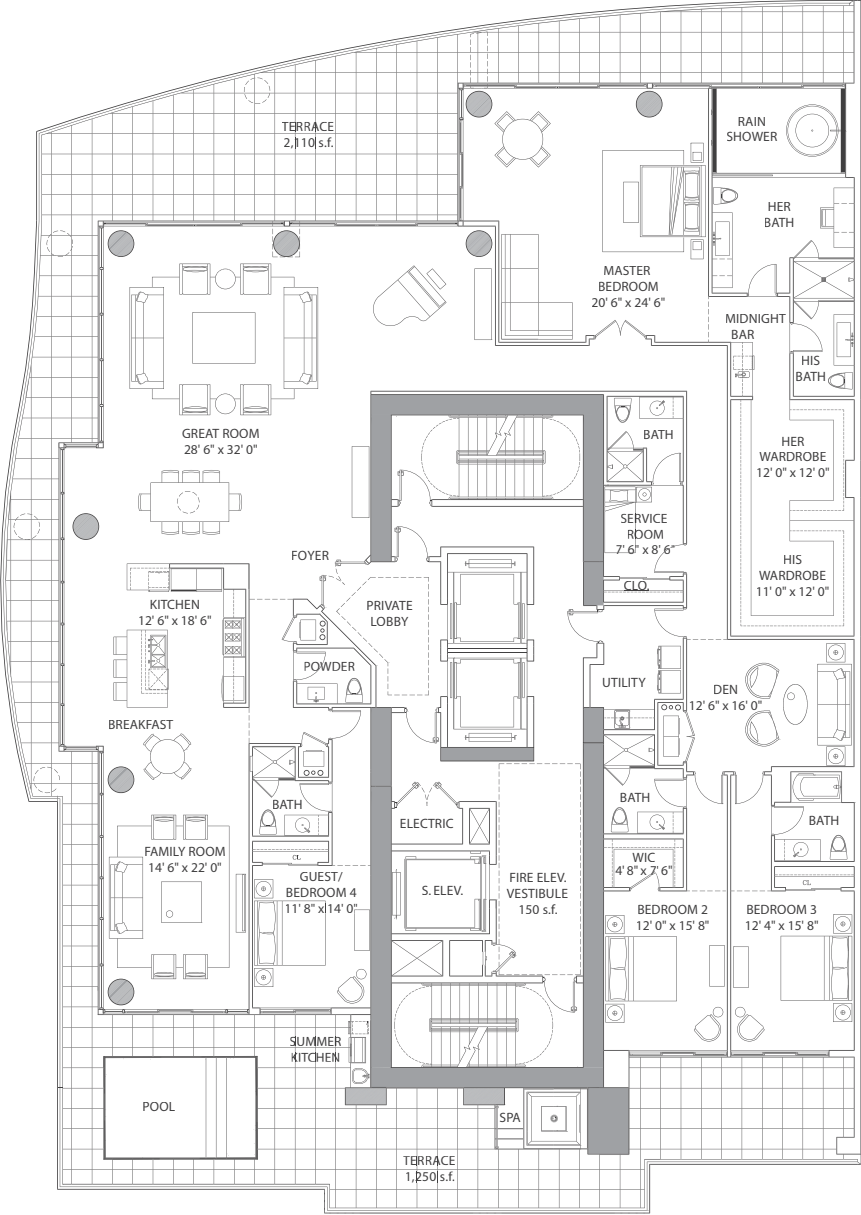 TERRACE
2,110 s.f.
RAIN
SHOWER
HER
BATH
MASTER
BEDROOM
20' 6" x 24' 6"
MIDNIGHT
BAR
HIS
BATH
GREAT ROOM
28' 6" x 32' 0"
BATH
HER
WARDROBE
12' 0" x 12' 0"
SERVICE
ROOM
7' 6" x 8' 6"
FOYER
HIS
WARDROBE
11' 0" x 12' 0"
CLO.
KITCHEN
12' 6" x 18' 6"
PRIVATE
LOBBY
POWDER
UTILITY
DEN
12' 6" x 16' 0"
BREAKFAST
BATH
BATH
ELECTRIC
BATH
FAMILY ROOM
14' 6" x 22' 0"
CL
WIC
4' 8" x 7' 6"
GUEST/
BEDROOM 4
11' 8" x 14' 0"
S. ELEV.
FIRE ELEV.
VESTIBULE
150 s.f.
CL
BEDROOM 2
12' 0" x 15' 8"
BEDROOM 3
12' 4" x 15' 8"
SUMMER
KITCHEN
POOL
SPA
TERRACE
1,250 s.f.